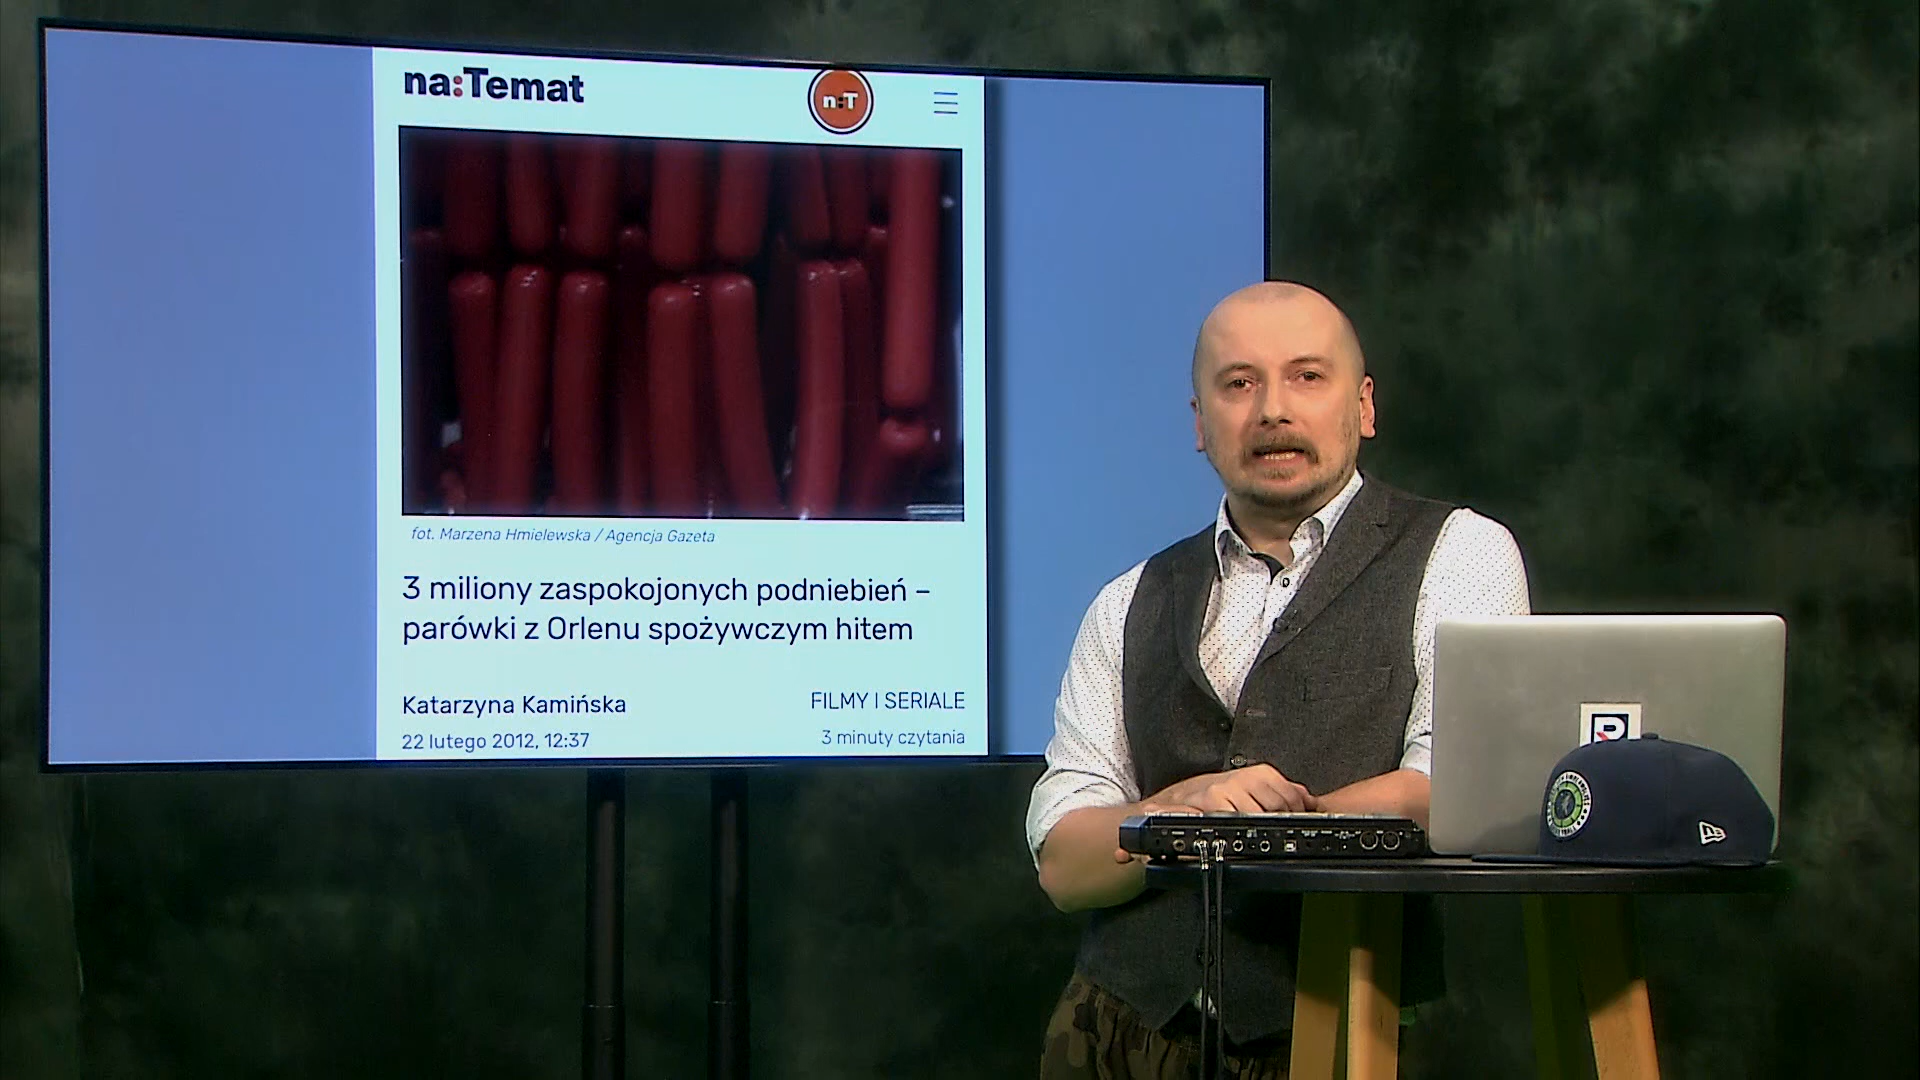 na:Temat
n:T
fot. Marzena Hmielewska / Agencja Gazeta
3 miliony zaspokojonych podniebień –
parówki z Orlenu spożywczym hitem
Katarzyna Kamińska
FILMY I SERIALE
22 lutego 2012, 12:37
3 minuty czytania